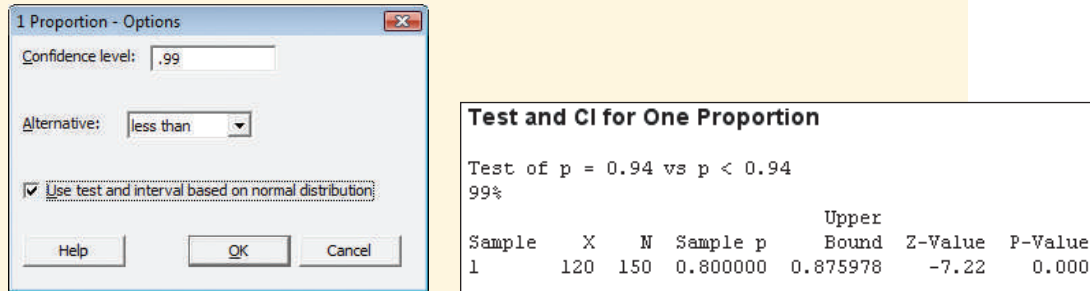 1 Proportion - Options
Confidence level: .99
Alternative: less than
Use test and interval based on normal distribution
Help OK Cancel
Test and CI for One Proportion
Test of p = 0.94 vs p < 0.94
99%
Upper
Sample X N Sample p Bound Z-Value P-Value
1 120 150 0.800000 0.875978 -7.22 0.000